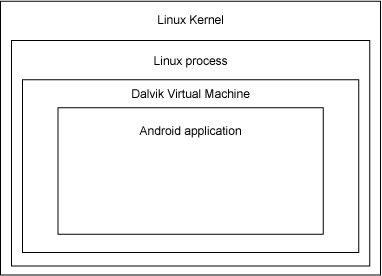 Linux Kernel
Linux process
Dalvik Virtual Machine
Android application